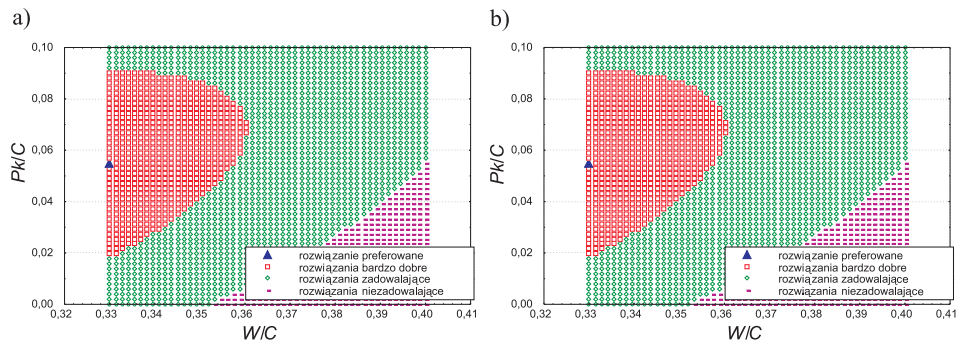 a)
0,10
0,08
0,06
0,04
0,02
0,00
Pk/C
0,32 0,33 0,34 0,35 0,36 0,37 0,38 0,39 0,40 0,41
W/C
rozwiązanie preferowane
rozwiązania bardzo dobre
rozwiązania zadowalające
rozwiązania niezadowalające
b)
0,10
0,08
0,06
0,04
0,02
0,00
Pk/C
0,32 0,33 0,34 0,35 0,36 0,37 0,38 0,39 0,40 0,41
W/C
rozwiązanie preferowane
rozwiązania bardzo dobre
rozwiązania zadowalające
rozwiązania niezadowalające